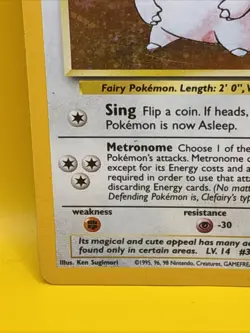 Fairy Pokémon. Length: 2' 0",
Sing Flip a coin. If heads,
Pokémon is now Asleep.
Metronome Choose 1 of the
Pokémon's attacks. Metronome c
except for its Energy costs and a
required in order to use that att
discarding Energy cards. (No mat
Defending Pokémon is, Clefairy's typ
weakness
resistance
-30
Its magical and cute appeal has many ad
found only in certain areas. LV. 14 #3
Illus. Ken Sugimori
©1995, 96, 98 Nintendo, Creatures, GAMEFRE